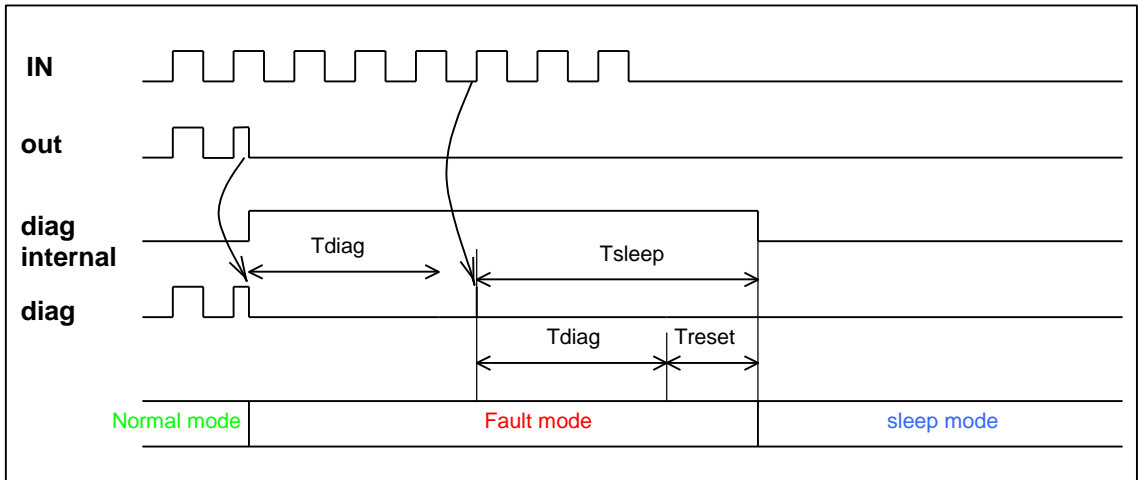 IN
out
diag
internal
Tdiag
Tsleep
diag
Tdiag
Treset
Normal mode
Fault mode
sleep mode